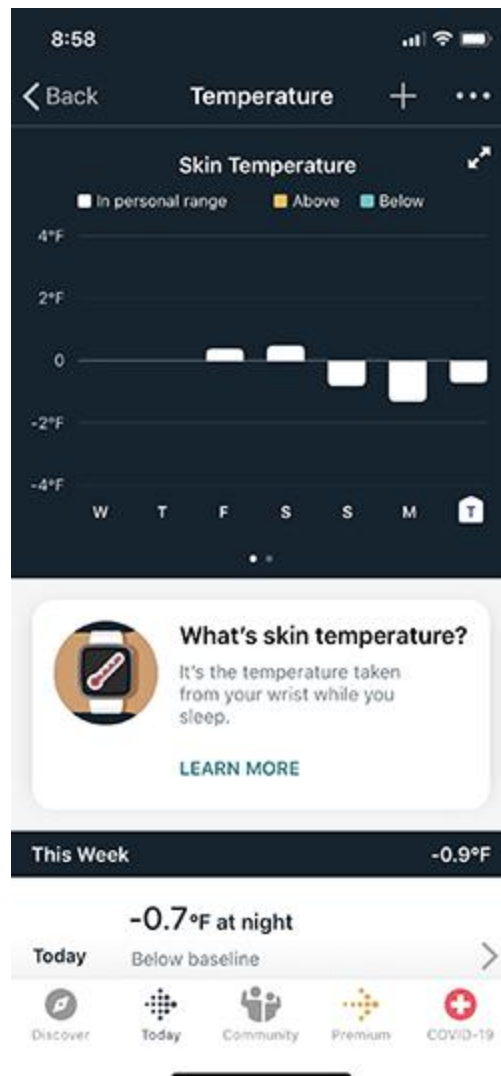 8:58
Back Temperature
Skin Temperature
In personal range Above Below
4°F
2°F
0
-2°F
-4°F
W T F S S M T
What's skin temperature?
It's the temperature taken
from your wrist while you
sleep.
LEARN MORE
This Week -0.9°F
-0.7°F at night
Today Below baseline
Discover Today Community Premium COVID-19